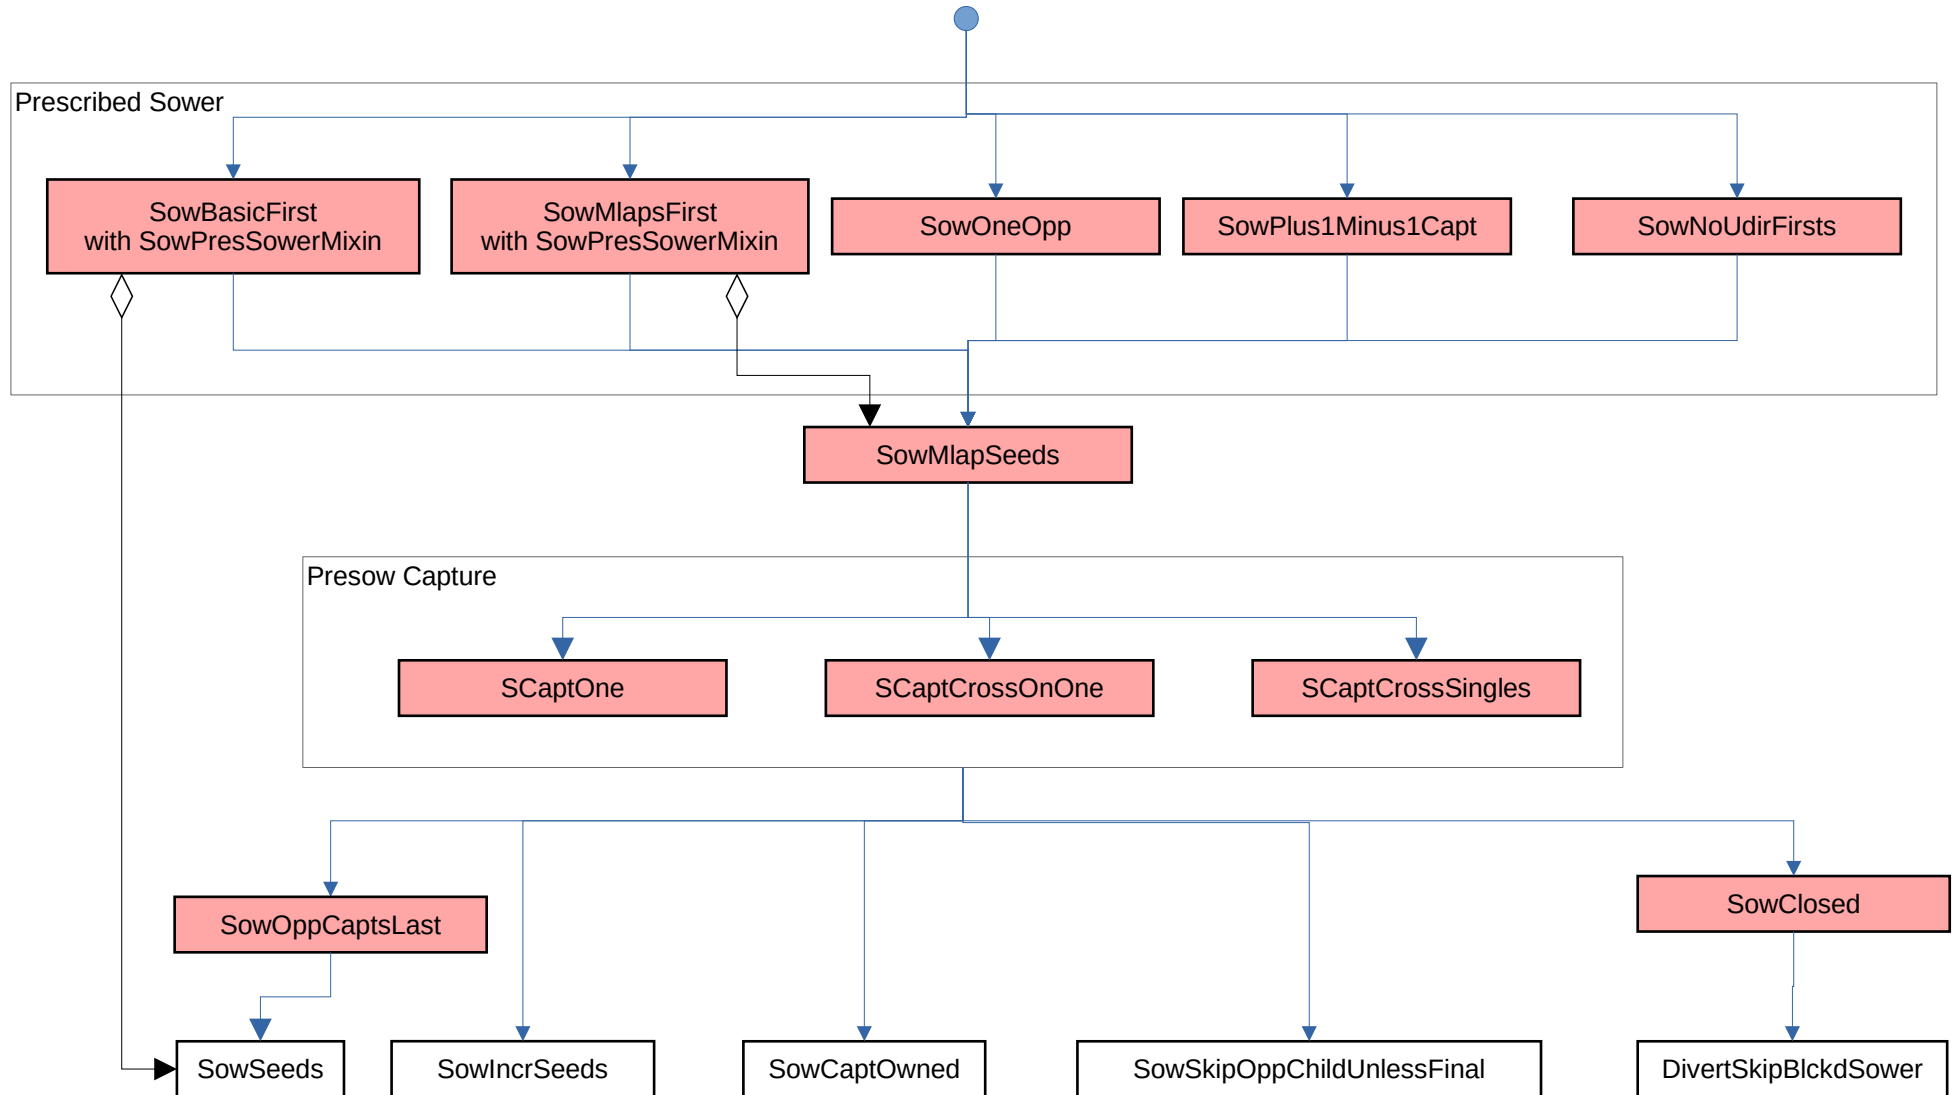 Prescribed Sower
SowBasicFirst
with SowPresSowerMixin
SowMlapsFirst
with SowPresSowerMixin
SowOneOpp
SowPlus1Minus1Capt
SowNoUdirFirsts
SowMlapSeeds
Presow Capture
SCaptOne
SCaptCrossOnOne
SCaptCrossSingles
SowOppCaptsLast
SowClosed
SowSeeds
SowIncrSeeds
SowCaptOwned
SowSkipOppChildUnlessFinal
DivertSkipBlckdSower